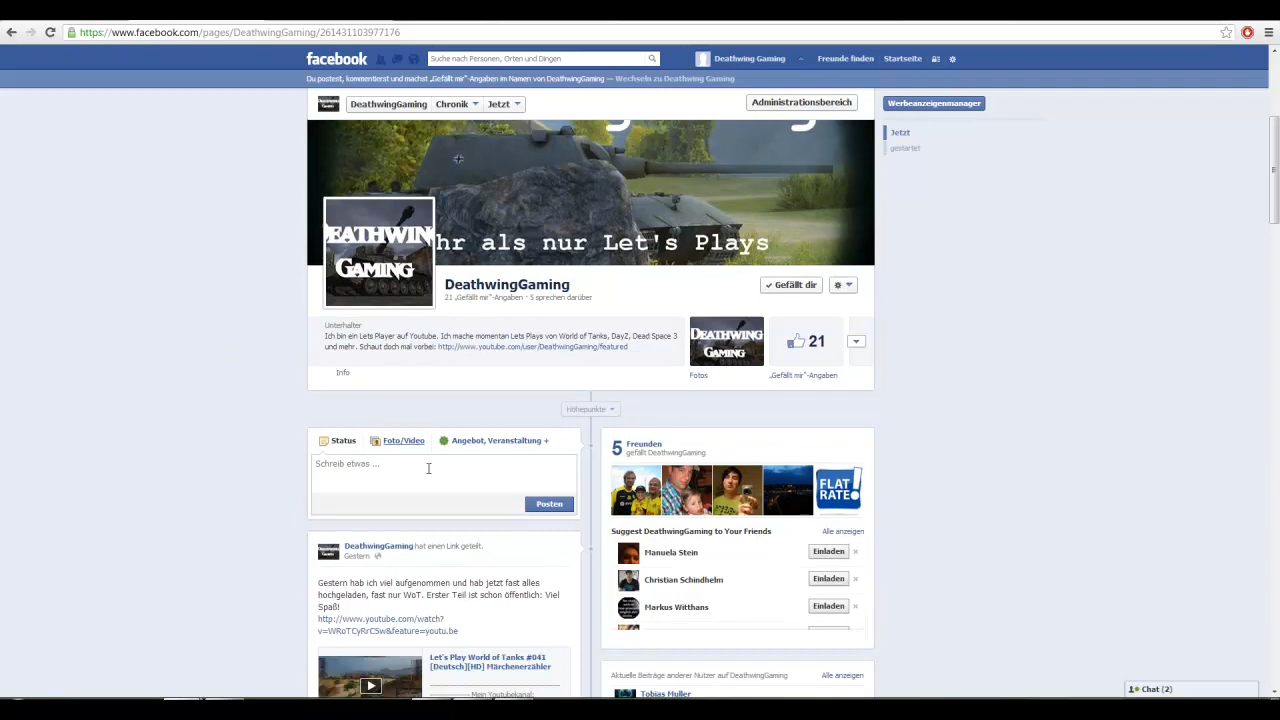 https://www.facebook.com/pages/DeathwingGaming/261431103977176
facebook
Suche nach Personen, Orten und Dingen
Deathwing Gaming
Freunde finden
Startseite
Du postest, kommentierst und machst „Gefällt mir"-Angaben im Namen von DeathwingGaming — Wechseln zu Deathwing Gaming
DeathwingGaming
Chronik
Jetzt
Administrationsbereich
Werbeanzeigenmanager
Jetzt
gestartet
hr als nur Let's Plays
EATHWIN
GAMING
DeathwingGaming
21 „Gefällt mir"-Angaben · 5 sprechen darüber
Gefällt dir
Unterhalter
Ich bin ein Lets Player auf Youtube. Ich mache momentan Lets Plays von World of Tanks, DayZ, Dead Space 3
und mehr. Schaut doch mal vorbei: http://www.youtube.com/user/DeathwingGaming/featured
Info
DEATHWING
GAMING
Fotos
21
„Gefällt mir"-Angaben
Höhepunkte
Status
Foto/Video
Angebot, Veranstaltung +
Schreib etwas ...
Posten
5 Freunden
gefällt DeathwingGaming
FLAT
RATE!
Suggest DeathwingGaming to Your Friends
Alle anzeigen
Manuela Stein
Einladen
Christian Schindhelm
Einladen
Markus Witthans
Einladen
DeathwingGaming hat einen Link geteilt.
Gestern
Gestern hab ich viel aufgenommen und hab jetzt fast alles
hochgeladen, fast nur WoT. Erster Teil ist schon öffentlich: Viel
Spaß!
http://www.youtube.com/watch?
v=WRoTCyRrC5w&feature=youtu.be
Let's Play World of Tanks #041
[Deutsch][HD] Märchenerzähler
Mein Youtubekanal:
Aktuelle Beiträge anderer Nutzer auf DeathwingGaming
Alle anzeigen
Tobias Muller
Chat (2)